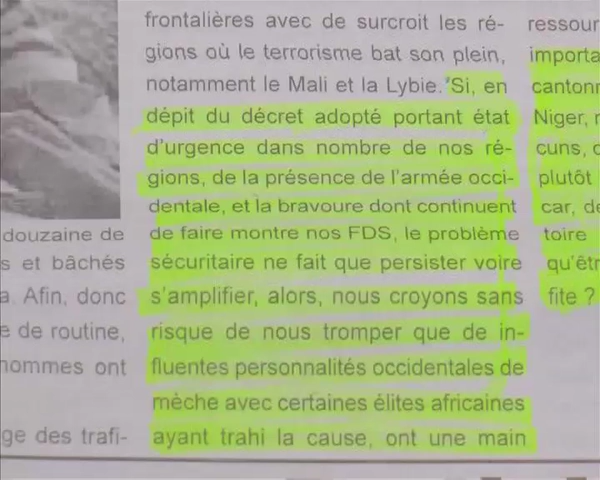 douzaine de
s et bâchés
a. Afin, donc
e de routine,
hommes ont
ge des trafi-
frontalières avec de surcroit les ré-
gions où le terrorisme bat son plein,
notamment le Mali et la Lybie. "Si, en
dépit du décret adopté portant état
d'urgence dans nombre de nos ré-
gions, de la présence de l'armée occi-
dentale, et la bravoure dont continuent
de faire montre nos FDS, le problème
sécuritaire ne fait que persister voire
s'amplifier, alors, nous croyons sans
risque de nous tromper que de in-
fluentes personnalités occidentales de
mèche avec certaines élites africaines
ayant trahi la cause, ont une main
ressour
importa
cantonn
Niger, r
cuns, c
plutôt
car, de
toire
qu'êtr
fite ?